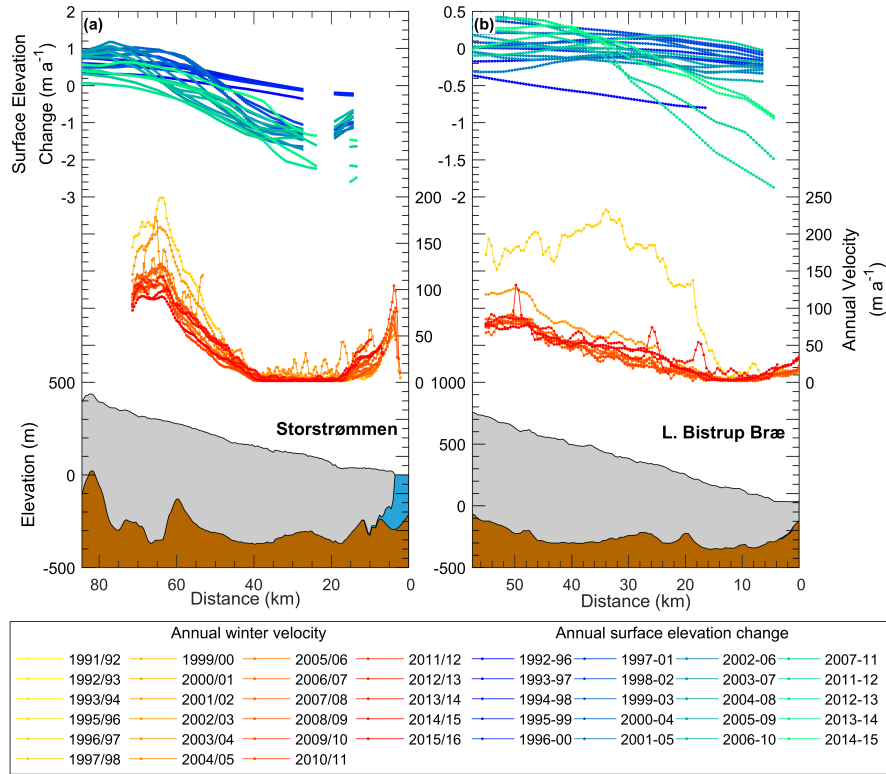 (a)
(b)
Surface Elevation
Change (m a⁻¹)
2
1
0
-1
-2
-3
0.5
0
-0.5
-1
-1.5
-2
200
150
100
50
0
250
200
150
100
50
0
Annual Velocity
(m a⁻¹)
Elevation (m)
500
0
-500
1000
500
0
-500
Storstrømmen
L. Bistrup Bræ
80 60 40 20 0
50 40 30 20 10 0
Distance (km)
Distance (km)
Annual winter velocity
Annual surface elevation change
1991/92 1999/00 2005/06 2011/12 1992-96 1997-01 2002-06 2007-11
1992/93 2000/01 2006/07 2012/13 1993-97 1998-02 2003-07 2011-12
1993/94 2001/02 2007/08 2013/14 1994-98 1999-03 2004-08 2012-13
1995/96 2002/03 2008/09 2014/15 1995-99 2000-04 2005-09 2013-14
1996/97 2003/04 2009/10 2015/16 1996-00 2001-05 2006-10 2014-15
1997/98 2004/05 2010/11